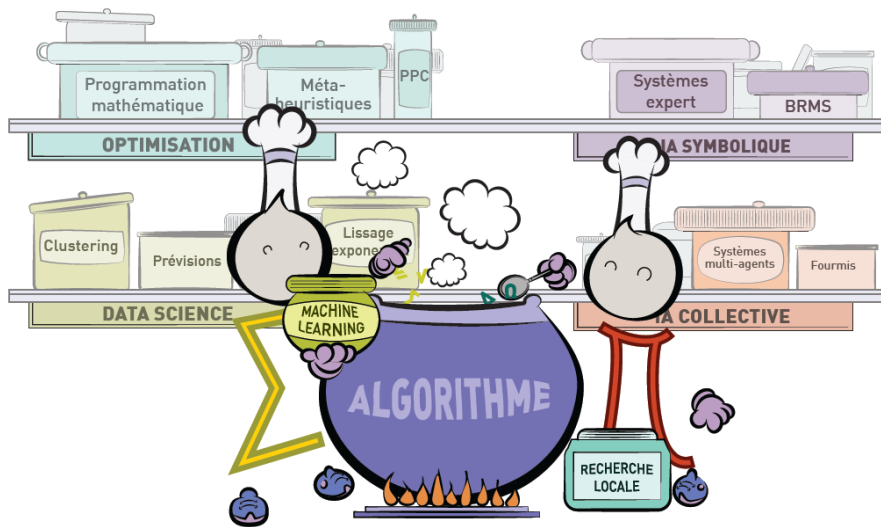 Programmation
mathématique
Méta-
heuristiques
PPC
OPTIMISATION
Systèmes
expert
BRMS
IA SYMBOLIQUE
Clustering
Prévisions
Lissage
DATA SCIENCE
MACHINE
LEARNING
Systèmes
multi-agents
Fourmis
IA COLLECTIVE
ALGORITHME
RECHERCHE
LOCALE